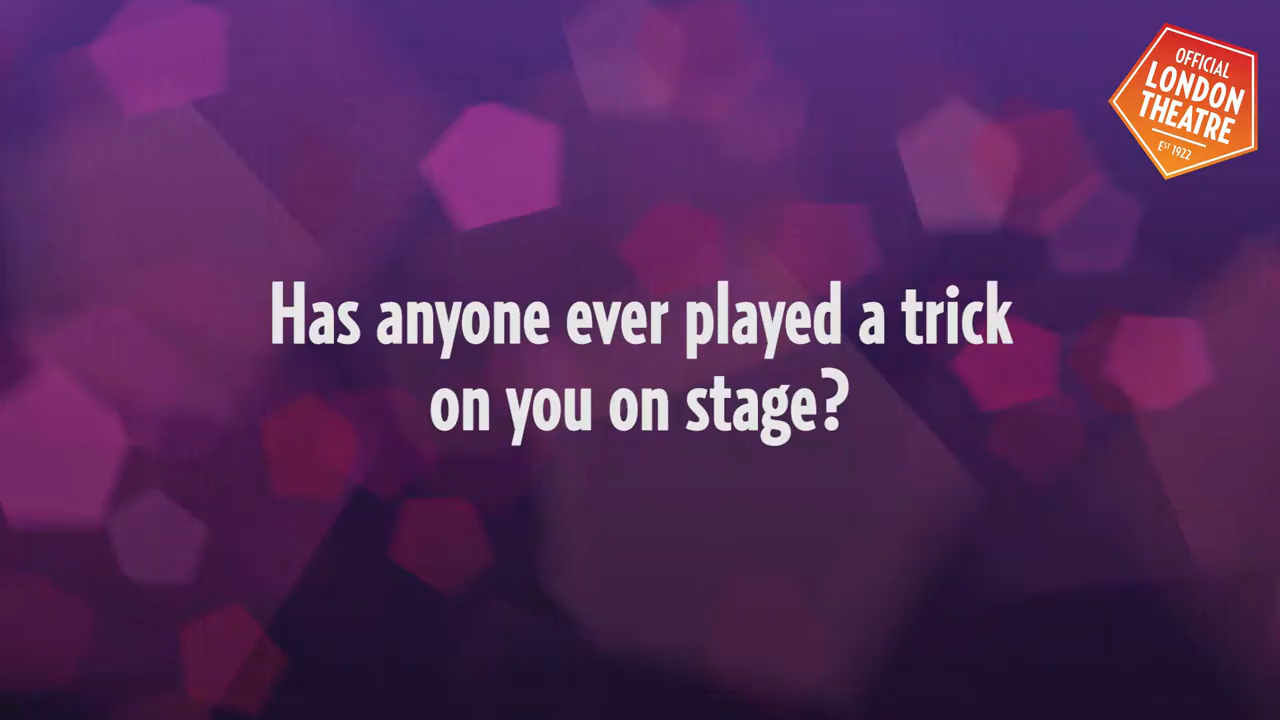 OFFICIAL
LONDON
THEATRE
EST 1922
Has anyone ever played a trick
on you on stage?